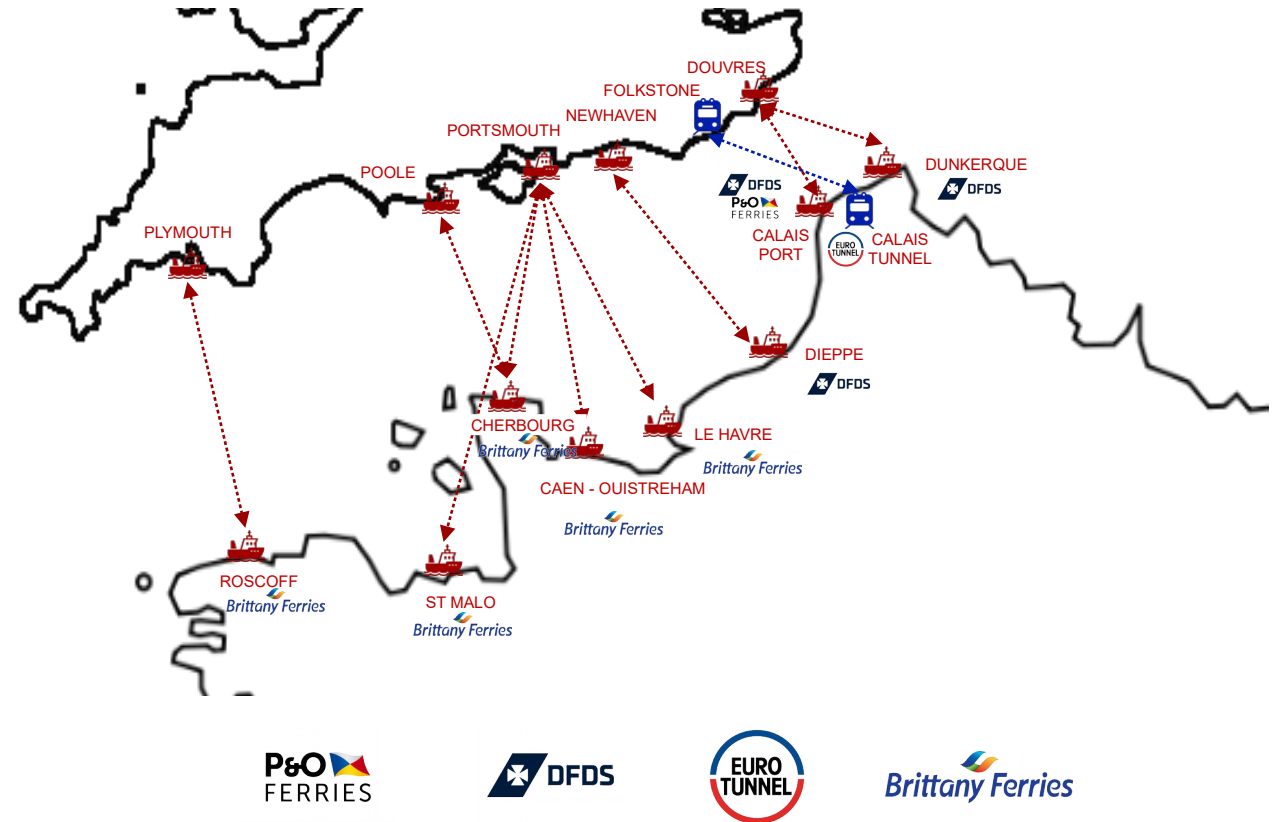 DOUVRES
FOLKSTONE
NEWHAVEN
PORTSMOUTH
POOLE
PLYMOUTH
DUNKERQUE
DFDS
DFDS
P&O
FERRIES
CALAIS
PORT
EURO
TUNNEL
CALAIS
TUNNEL
DIEPPE
DFDS
CHERBOURG
Brittany Ferries
LE HAVRE
Brittany Ferries
CAEN - OUISTREHAM
Brittany Ferries
ROSCOFF
Brittany Ferries
ST MALO
Brittany Ferries
P&O
FERRIES
DFDS
EURO
TUNNEL
Brittany Ferries